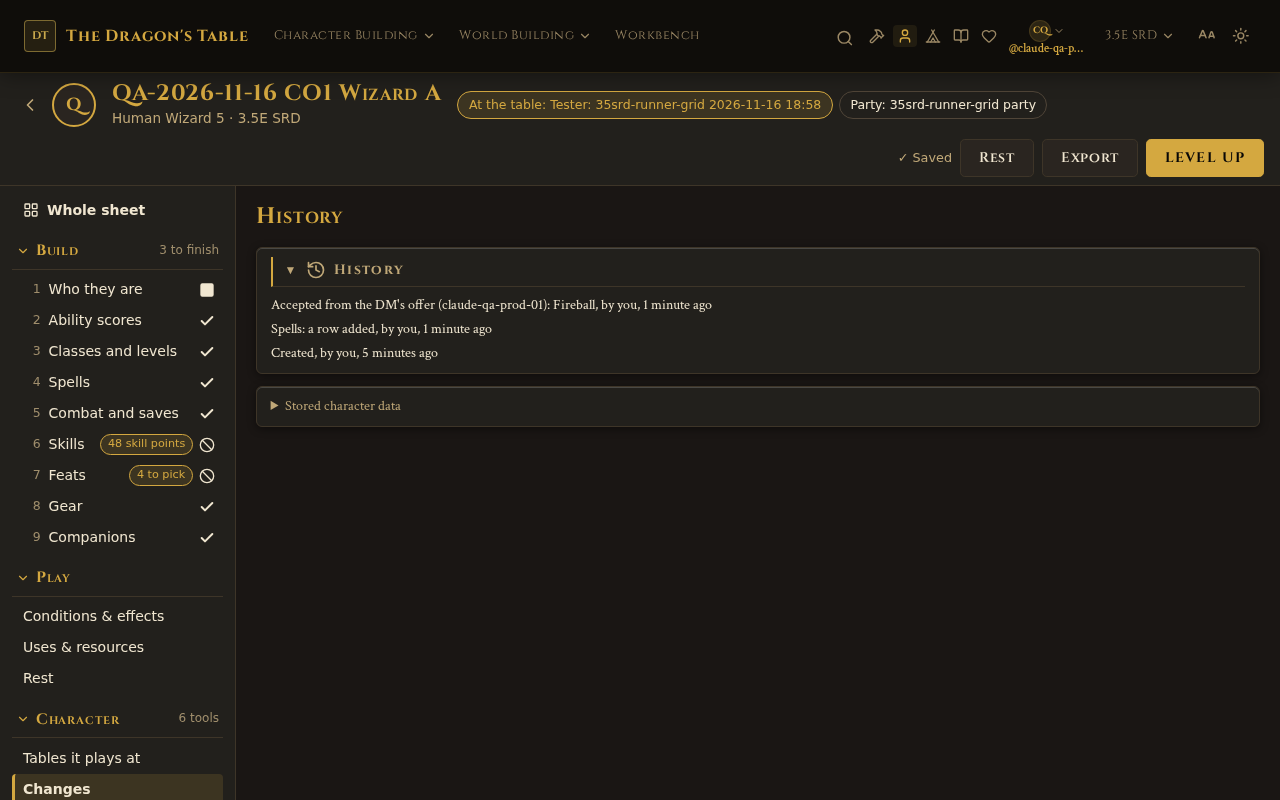 DT The Dragon's Table Character Building World Building Workbench CQ @claude-qa-p... 3.5E SRD AA
Q QA-2026-11-16 CO1 Wizard A
Human Wizard 5 · 3.5E SRD
At the table: Tester: 35srd-runner-grid 2026-11-16 18:58
Party: 35srd-runner-grid party
✓ Saved Rest Export Level Up
Whole sheet
Build 3 to finish
1 Who they are
2 Ability scores
3 Classes and levels
4 Spells
5 Combat and saves
6 Skills 48 skill points
7 Feats 4 to pick
8 Gear
9 Companions
Play
Conditions & effects
Uses & resources
Rest
Character 6 tools
Tables it plays at
Changes
History
History
Accepted from the DM's offer (claude-qa-prod-01): Fireball, by you, 1 minute ago
Spells: a row added, by you, 1 minute ago
Created, by you, 5 minutes ago
Stored character data